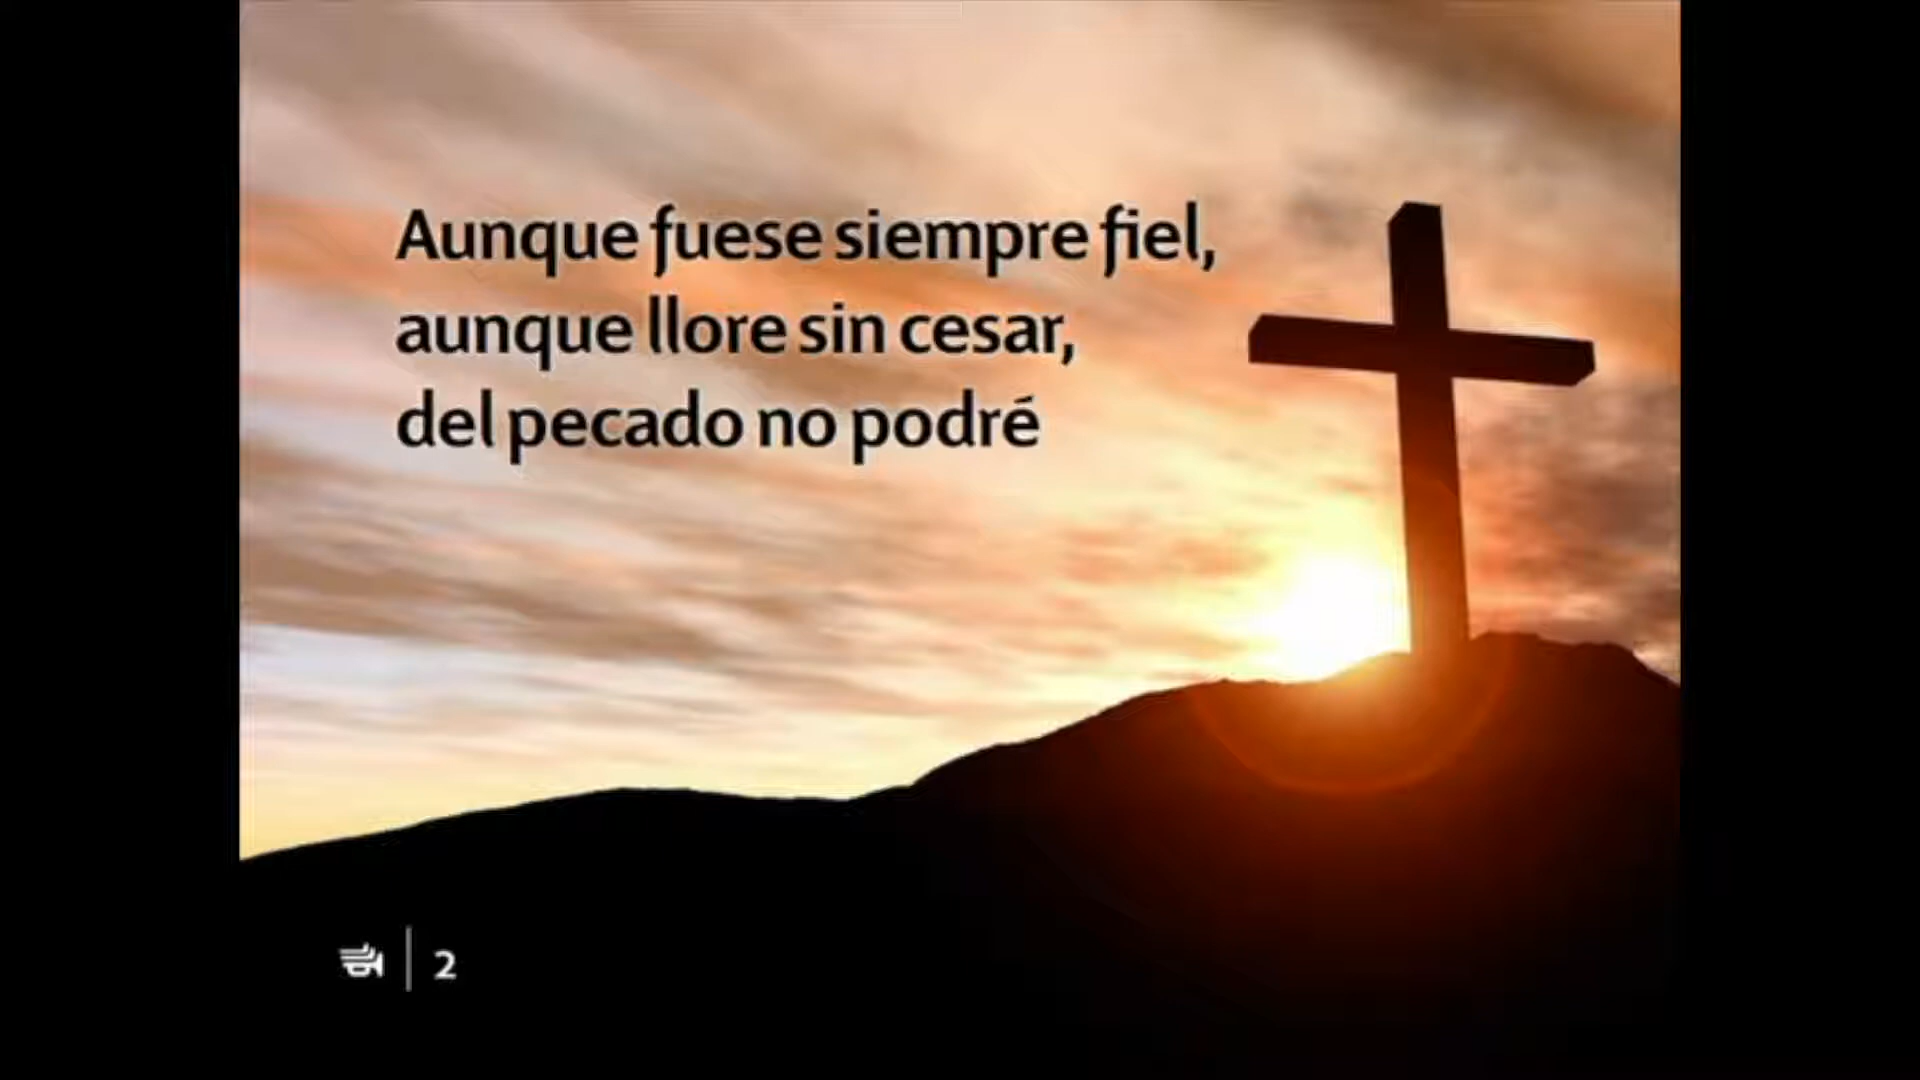 Aunque fuese siempre fiel,
aunque llore sin cesar,
del pecado no podré
2